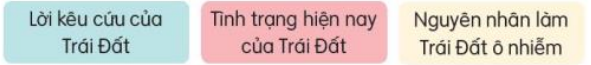 Lời kêu cứu của
Trái Đất
Tình trạng hiện nay
của Trái Đất
Nguyên nhân làm
Trái Đất ô nhiễm